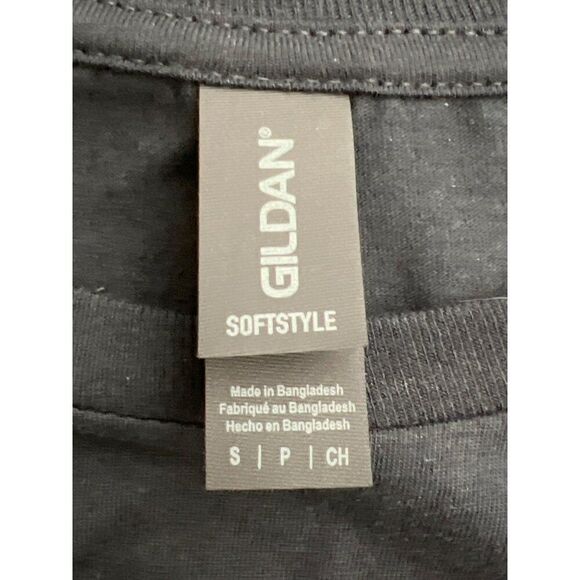 GILDAN®
SOFTSTYLE
Made in Bangladesh
Fabriqué au Bangladesh
Hecho en Bangladesh
S | P | CH